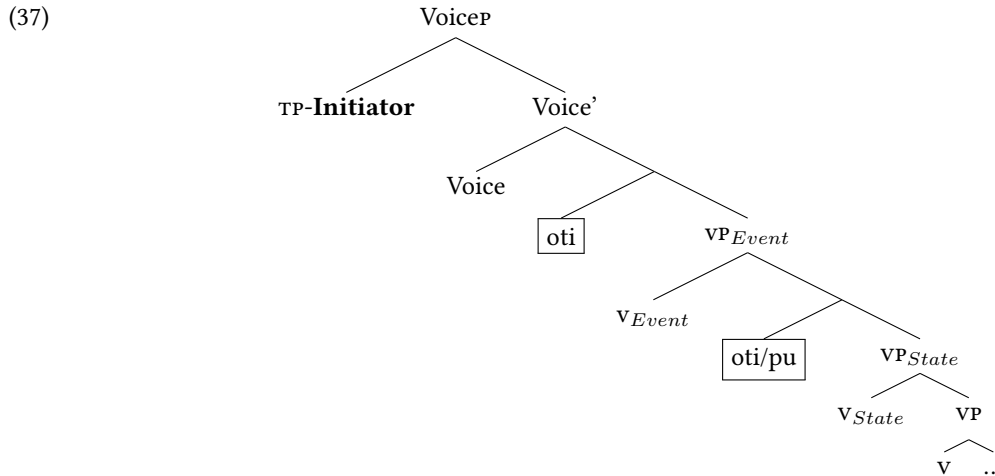 (37)
VoiceP
TP-Initiator Voice’
Voice
oti vP_Event
v_Event
oti/pu vP_State
v_State vP
v ..